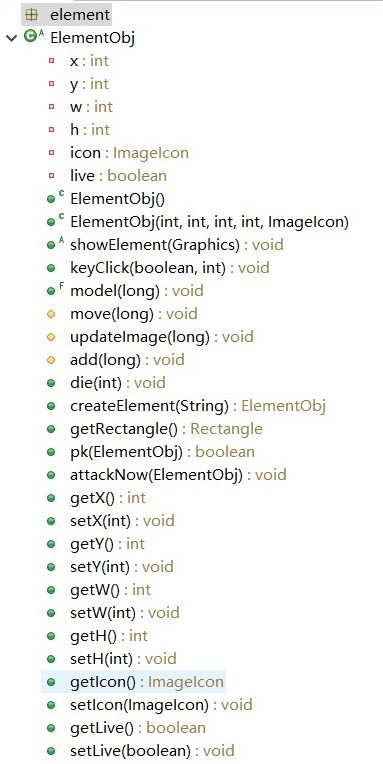 element
ElementObj
x : int
y : int
w : int
h : int
icon : ImageIcon
live : boolean
C ElementObj()
C ElementObj(int, int, int, int, ImageIcon)
A showElement(Graphics) : void
keyClick(boolean, int) : void
F model(long) : void
move(long) : void
updateImage(long) : void
add(long) : void
die(int) : void
createElement(String) : ElementObj
getRectangle() : Rectangle
pk(ElementObj) : boolean
attackNow(ElementObj) : void
getX() : int
setX(int) : void
getY() : int
setY(int) : void
getW() : int
setW(int) : void
getH() : int
setH(int) : void
getIcon() : ImageIcon
setIcon(ImageIcon) : void
getLive() : boolean
setLive(boolean) : void